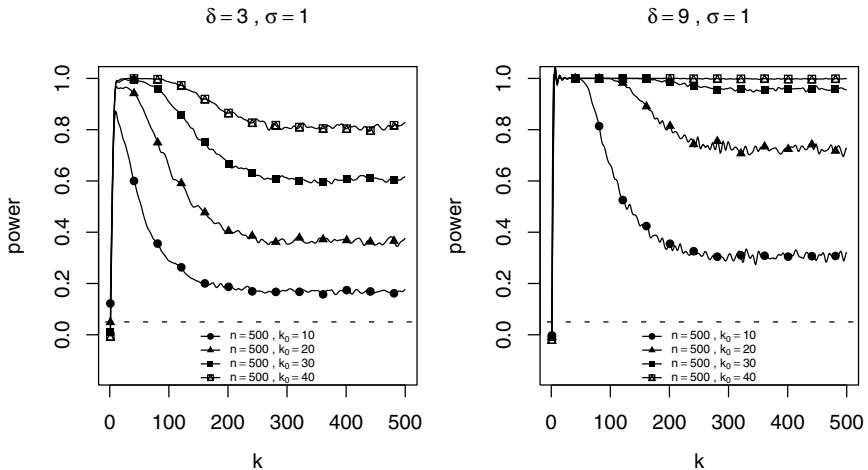 δ = 3 , σ = 1
power
1.0
0.8
0.6
0.4
0.2
0.0
n = 500 , k₀ = 10
n = 500 , k₀ = 20
n = 500 , k₀ = 30
n = 500 , k₀ = 40
0 100 200 300 400 500
k
δ = 9 , σ = 1
power
1.0
0.8
0.6
0.4
0.2
0.0
n = 500 , k₀ = 10
n = 500 , k₀ = 20
n = 500 , k₀ = 30
n = 500 , k₀ = 40
0 100 200 300 400 500
k